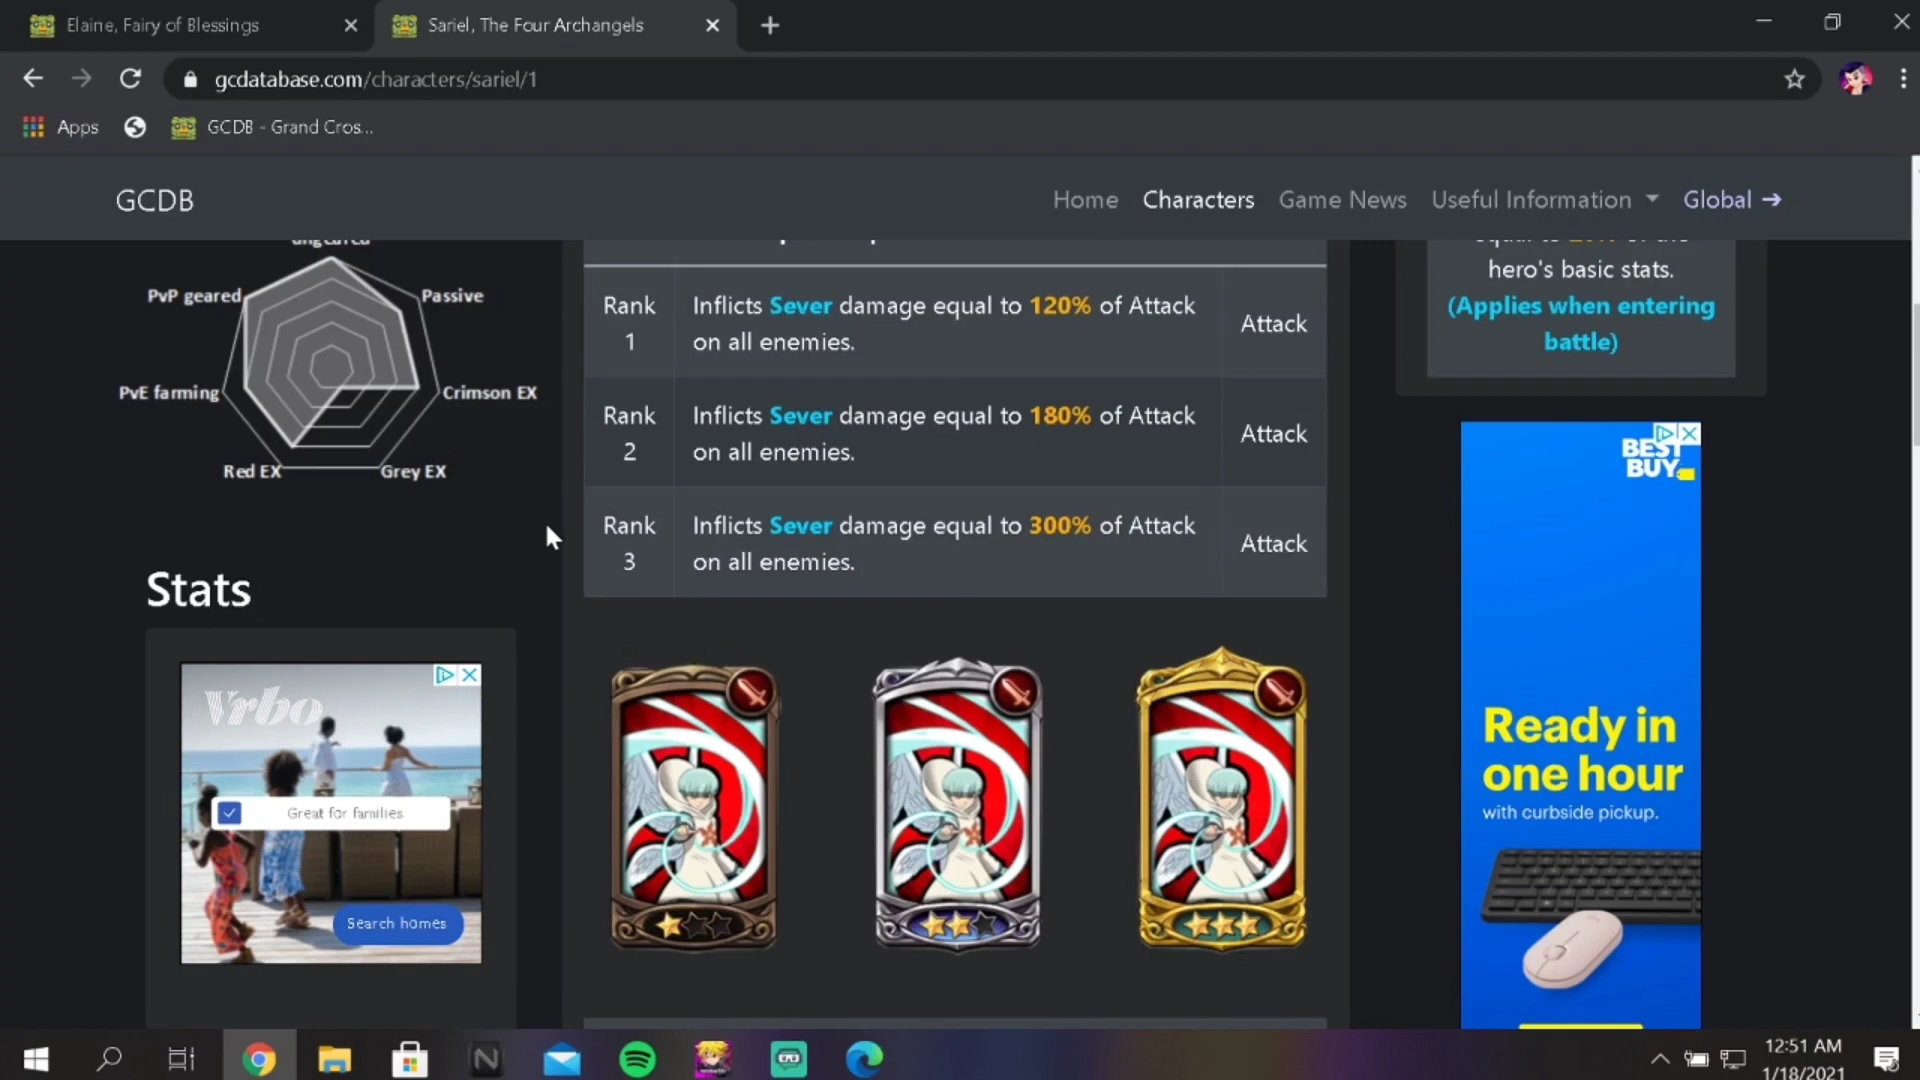 Elaine, Fairy of Blessings
Sariel, The Four Archangels
gcdatabase.com/characters/sariel/1
Apps
GCDB - Grand Cros...
GCDB
Home
Characters
Game News
Useful Information
Global →
ungeared
PvP geared
Passive
PvE farming
Crimson EX
Red EX
Grey EX
Rank 1
Inflicts Sever damage equal to 120% of Attack
on all enemies.
Attack
Rank 2
Inflicts Sever damage equal to 180% of Attack
on all enemies.
Attack
Rank 3
Inflicts Sever damage equal to 300% of Attack
on all enemies.
Attack
hero's basic stats.
(Applies when entering
battle)
Stats
Vrbo
Great for families
Search homes
BEST
BUY
Ready in
one hour
with curbside pickup.
12:51 AM
1/18/2021